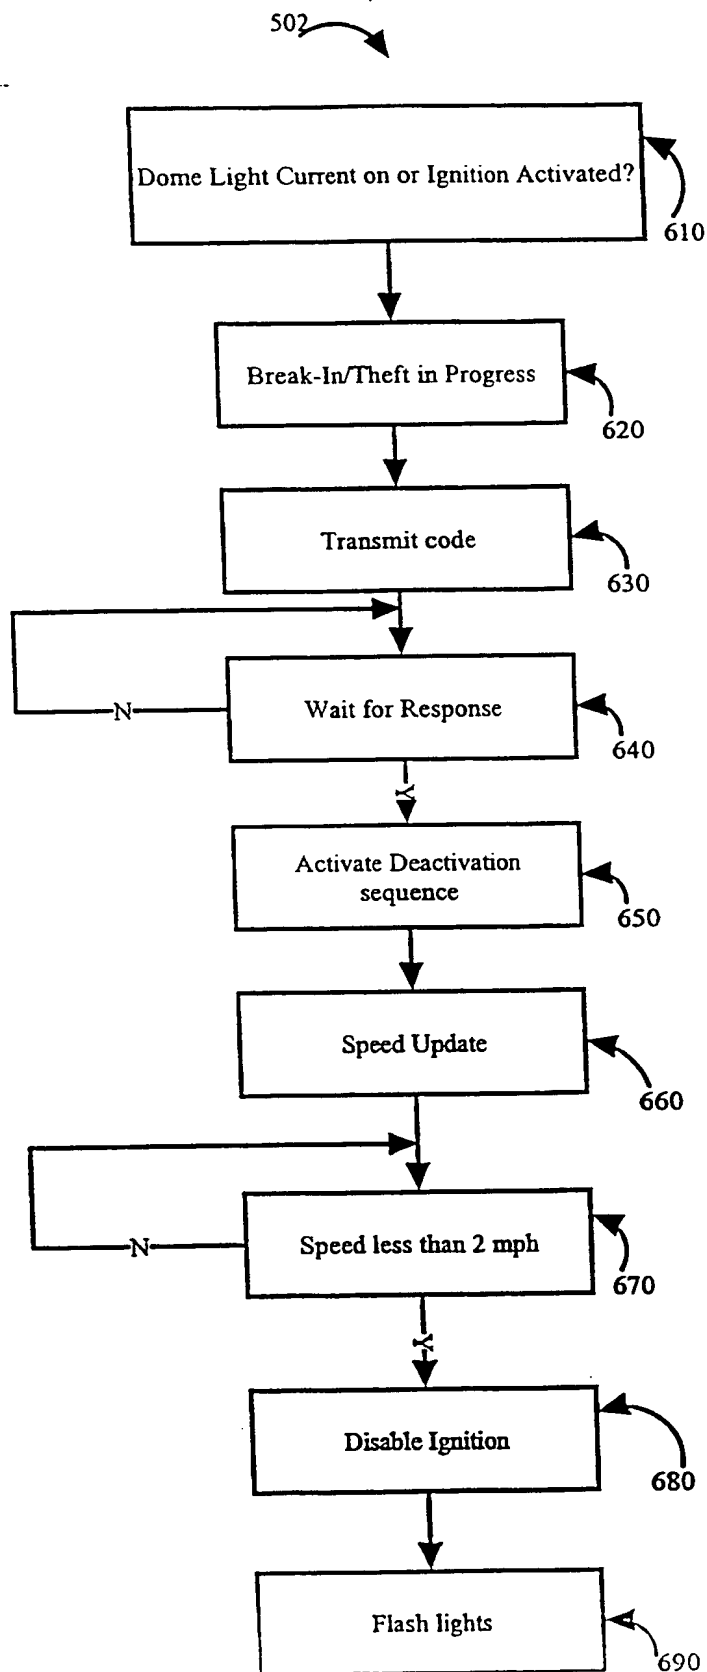 502
Dome Light Current on or Ignition Activated?
610
Break-In/Theft in Progress
620
Transmit code
630
Wait for Response
N
640
Y
Activate Deactivation
sequence
650
Speed Update
660
Speed less than 2 mph
N
670
Y
Disable Ignition
680
Flash lights
690